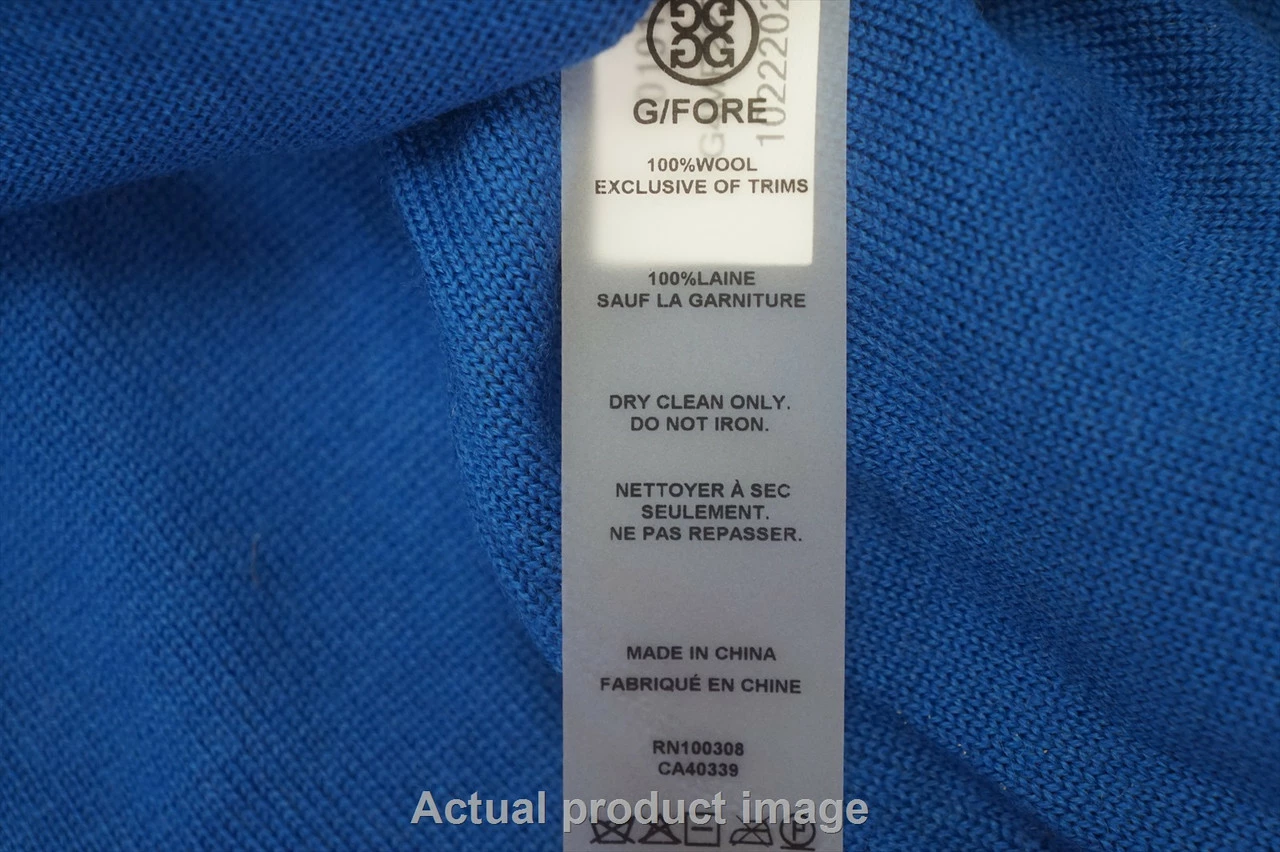 G/FORE
100%WOOL
EXCLUSIVE OF TRIMS
100%LAINE
SAUF LA GARNITURE
DRY CLEAN ONLY.
DO NOT IRON.
NETTOYER À SEC
SEULEMENT.
NE PAS REPASSER.
MADE IN CHINA
FABRIQUÉ EN CHINE
RN100308
CA40339
Actual product image